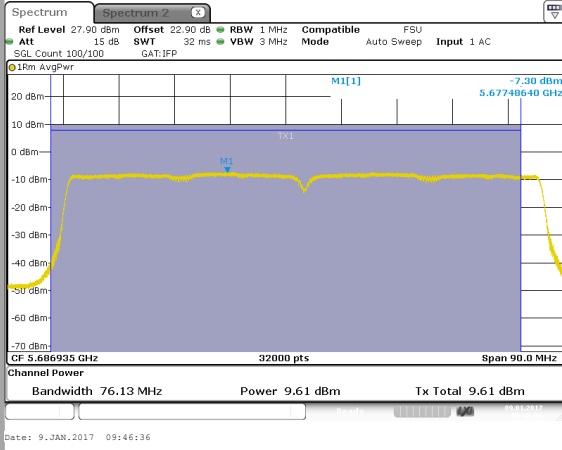 Spectrum
Spectrum 2 X
Ref Level 27.90 dBm Offset 22.90 dB RBW 1 MHz Compatible FSU
Att 15 dB SWT 32 ms VBW 3 MHz Mode Auto Sweep Input 1 AC
SGL Count 100/100 GAT:IFP
1Rm AvgPwr
M1[1] -7.30 dBm
5.67748640 GHz
20 dBm
10 dBm
TX1
0 dBm
M1
-10 dBm
-20 dBm
-30 dBm
-40 dBm
-50 dBm
-60 dBm
-70 dBm
CF 5.686935 GHz 32000 pts Span 90.0 MHz
Channel Power
Bandwidth 76.13 MHz Power 9.61 dBm Tx Total 9.61 dBm
Ready 09.01.2017
Date: 9.JAN.2017 09:46:36